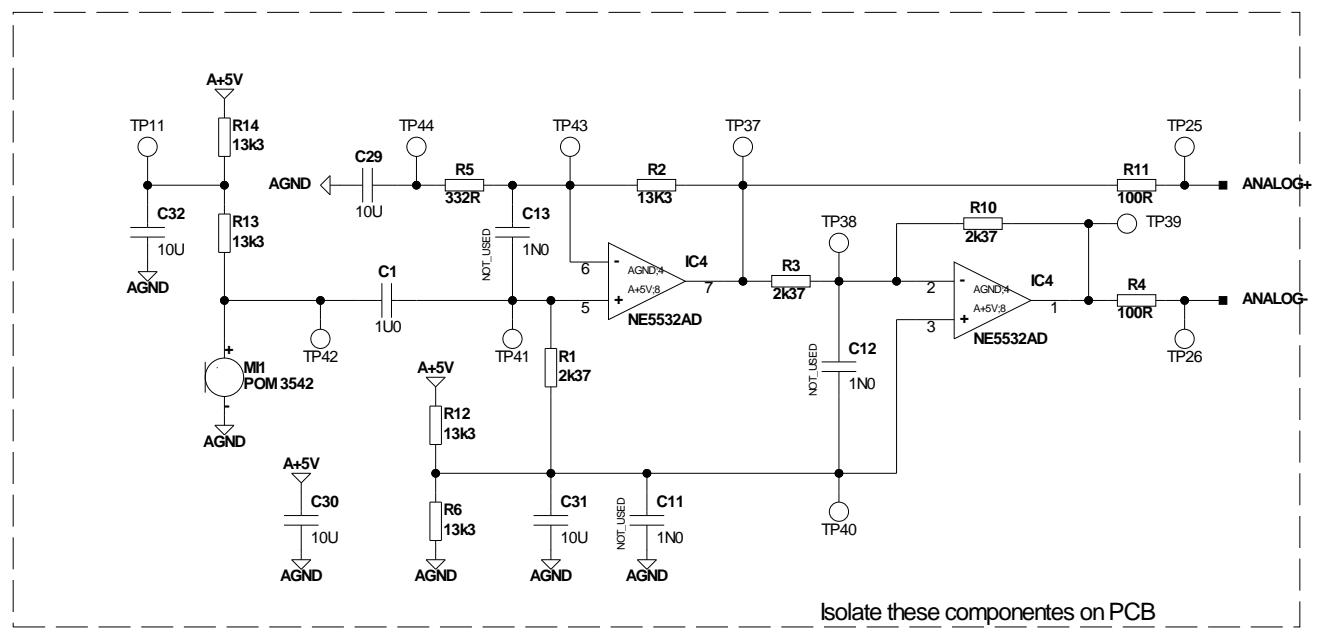 A+5V
TP11
R14
13k3
C32
10U
AGND
R13
13k3
MI1
POM 3542
+
-
AGND
AGND
C29
10U
TP44
R5
332R
TP43
R2
13K3
TP37
C13
1N0
NOT_USED
C1
1U0
TP42
TP41
6
5
7
-
+
AGND;4
A+5V;8
IC4
NE5532AD
R1
2k37
R3
2k37
TP38
R10
2k37
TP39
2
3
1
-
+
AGND;4
A+5V;8
IC4
NE5532AD
R11
100R
TP25
ANALOG+
R4
100R
ANALOG-
TP26
C12
1N0
NOT_USED
A+5V
R12
13k3
A+5V
C30
10U
AGND
R6
13k3
AGND
C31
10U
AGND
C11
1N0
NOT_USED
AGND
TP40
Isolate these componentes on PCB